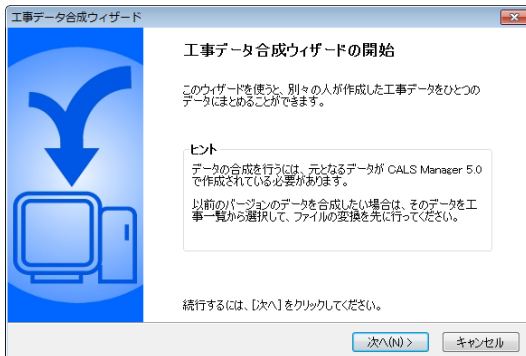 工事データ合成ウィザード
工事データ合成ウィザードの開始
このウィザードを使うと、別々の人が作成した工事データをひとつの
データにまとめることができます。
ヒント
データの合成を行うには、元となるデータが CALS Manager 5.0
で作成されている必要があります。
以前のバージョンのデータを合成したい場合は、そのデータを工
事一覧から選択して、ファイルの変換を先に行ってください。
続行するには、[次へ] をクリックしてください。
次へ(N) >
キャンセル